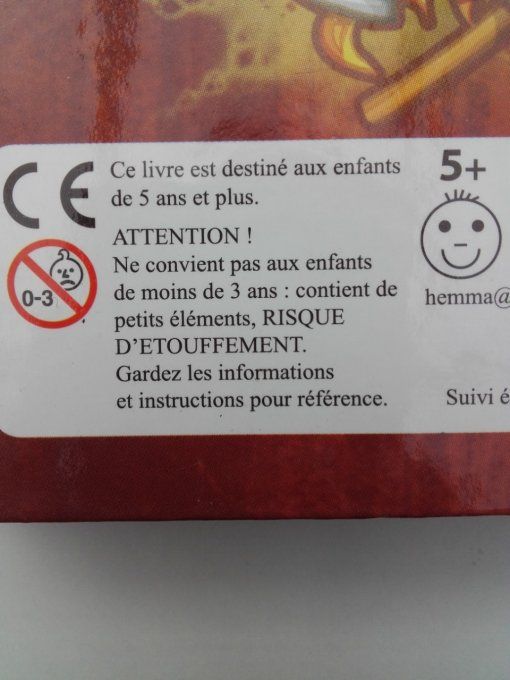 CE
Ce livre est destiné aux enfants
de 5 ans et plus.
ATTENTION !
Ne convient pas aux enfants
de moins de 3 ans : contient de
petits éléments, RISQUE
D'ETOUFFEMENT.
Gardez les informations
et instructions pour référence.
0-3
5+
hemma@
Suivi é